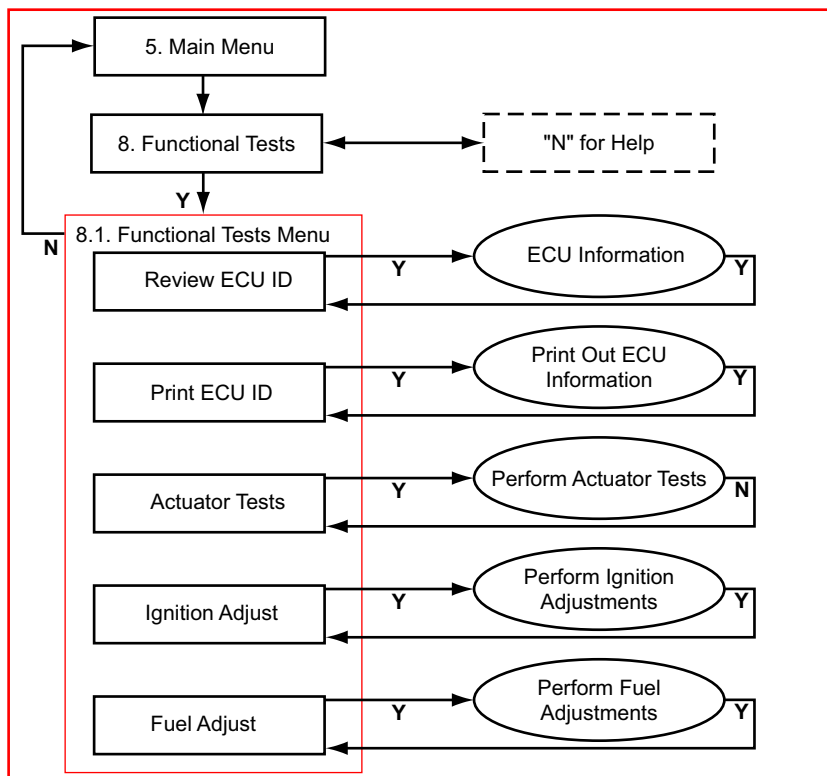 5. Main Menu
8. Functional Tests
"N" for Help
Y
N
8.1. Functional Tests Menu
Review ECU ID
Y
ECU Information
Y
Print ECU ID
Y
Print Out ECU
Information
Y
Actuator Tests
Y
Perform Actuator Tests
N
Ignition Adjust
Y
Perform Ignition
Adjustments
Y
Fuel Adjust
Y
Perform Fuel
Adjustments
Y